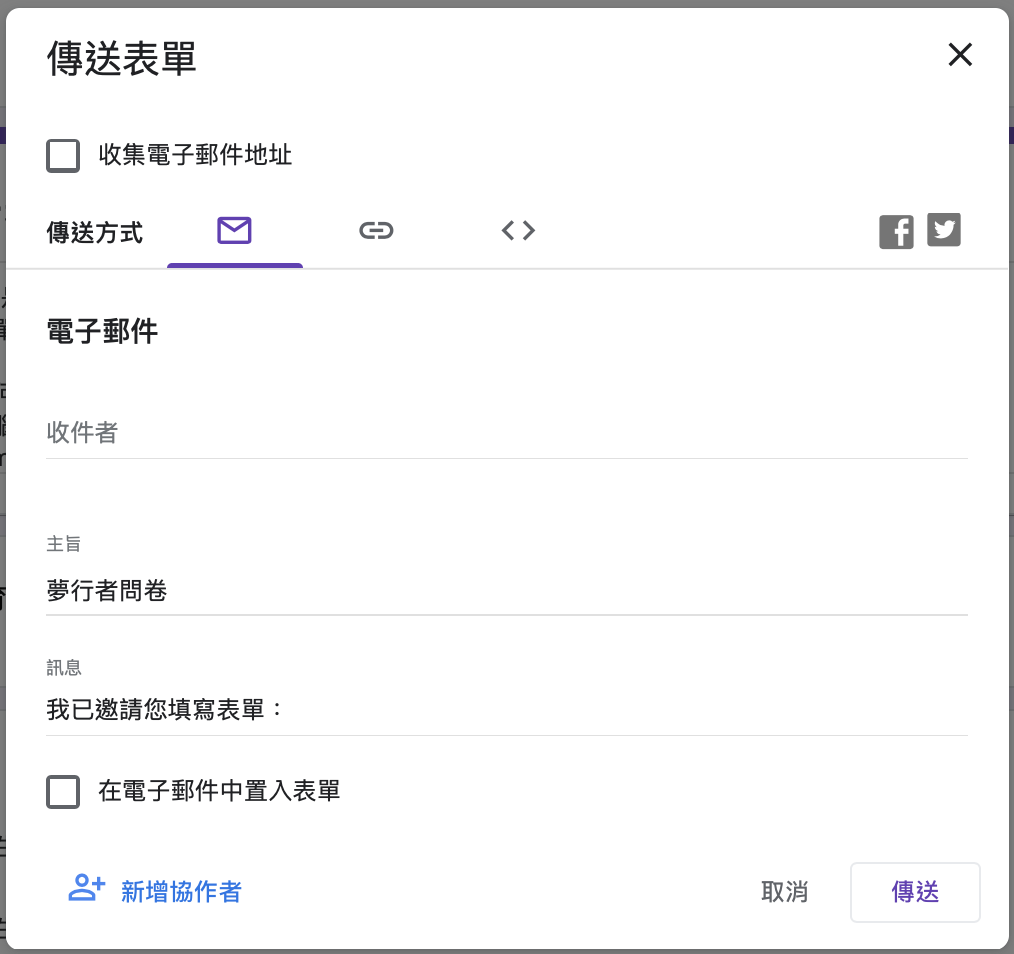 傳送表單
收集電子郵件地址
傳送方式
電子郵件
收件者
主旨
夢行者問卷
訊息
我已邀請您填寫表單：
在電子郵件中置入表單
新增協作者
取消
傳送